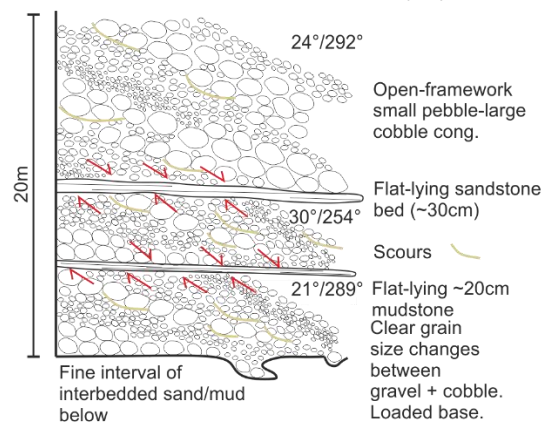 24°/292°
Open-framework
small pebble-large
cobble cong.
20m
Flat-lying sandstone
bed (~30cm)
30°/254°
Scours
21°/289°
Flat-lying ~20cm
mudstone
Clear grain
size changes
between
gravel + cobble.
Loaded base.
Fine interval of
interbedded sand/mud
below